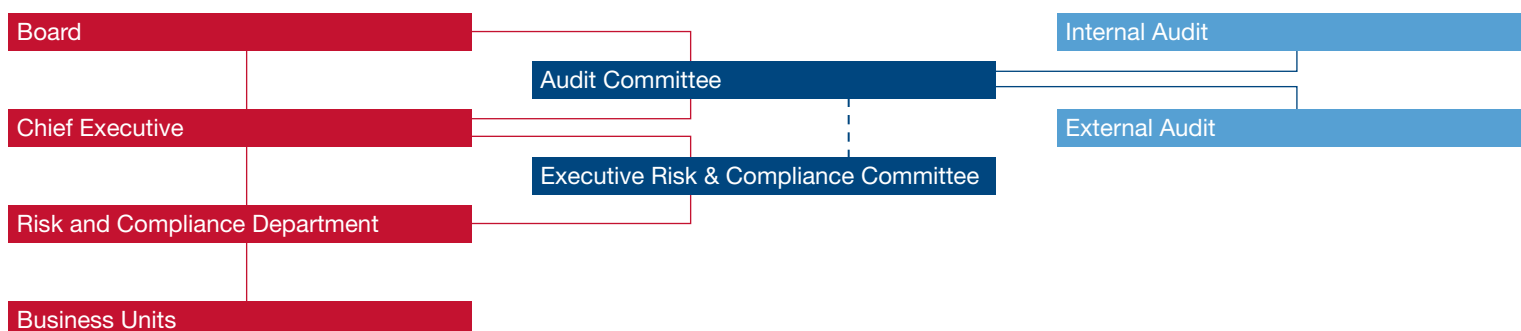 Board
Internal Audit
Audit Committee
Chief Executive
External Audit
Executive Risk & Compliance Committee
Risk and Compliance Department
Business Units